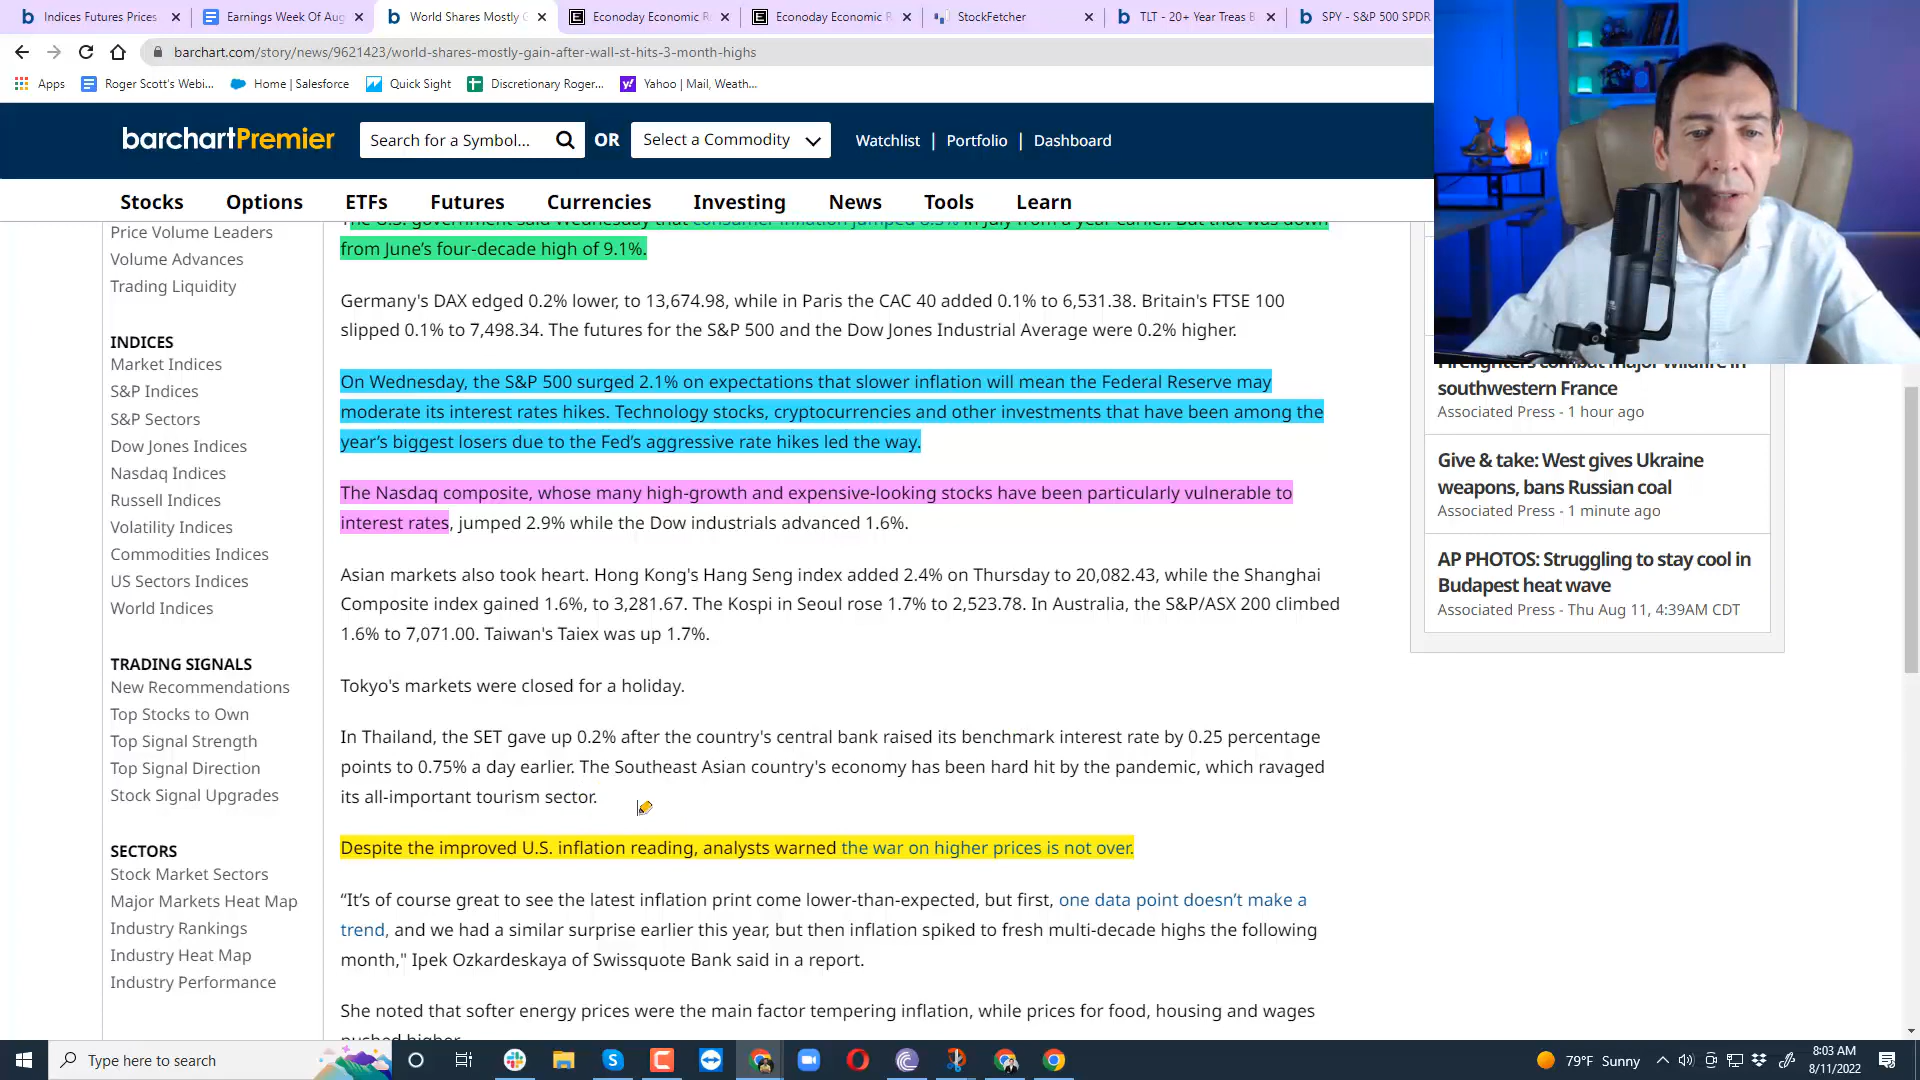 Indices Futures Prices
Earnings Week Of Aug
World Shares Mostly G
Econoday Economic R
Econoday Economic R
StockFetcher
TLT - 20+ Year Treas B
SPY - S&P 500 SPDR
barchart.com/story/news/9621423/world-shares-mostly-gain-after-wall-st-hits-3-month-highs
Apps
Roger Scott's Webi...
Home | Salesforce
Quick Sight
Discretionary Roger...
Yahoo | Mail, Weath...
barchartPremier
Search for a Symbol...
OR
Select a Commodity
Watchlist | Portfolio | Dashboard
Stocks
Options
ETFs
Futures
Currencies
Investing
News
Tools
Learn
Price Volume Leaders
Volume Advances
Trading Liquidity
INDICES
Market Indices
S&P Indices
S&P Sectors
Dow Jones Indices
Nasdaq Indices
Russell Indices
Volatility Indices
Commodities Indices
US Sectors Indices
World Indices
TRADING SIGNALS
New Recommendations
Top Stocks to Own
Top Signal Strength
Top Signal Direction
Stock Signal Upgrades
SECTORS
Stock Market Sectors
Major Markets Heat Map
Industry Rankings
Industry Heat Map
Industry Performance
The U.S. government said Wednesday that consumer inflation jumped 8.5% in July from a year earlier. But that was down
from June's four-decade high of 9.1%.
Germany's DAX edged 0.2% lower, to 13,674.98, while in Paris the CAC 40 added 0.1% to 6,531.38. Britain's FTSE 100
slipped 0.1% to 7,498.34. The futures for the S&P 500 and the Dow Jones Industrial Average were 0.2% higher.
On Wednesday, the S&P 500 surged 2.1% on expectations that slower inflation will mean the Federal Reserve may
moderate its interest rates hikes. Technology stocks, cryptocurrencies and other investments that have been among the
year's biggest losers due to the Fed's aggressive rate hikes led the way.
The Nasdaq composite, whose many high-growth and expensive-looking stocks have been particularly vulnerable to
interest rates, jumped 2.9% while the Dow industrials advanced 1.6%.
Asian markets also took heart. Hong Kong's Hang Seng index added 2.4% on Thursday to 20,082.43, while the Shanghai
Composite index gained 1.6%, to 3,281.67. The Kospi in Seoul rose 1.7% to 2,523.78. In Australia, the S&P/ASX 200 climbed
1.6% to 7,071.00. Taiwan's Taiex was up 1.7%.
Tokyo's markets were closed for a holiday.
In Thailand, the SET gave up 0.2% after the country's central bank raised its benchmark interest rate by 0.25 percentage
points to 0.75% a day earlier. The Southeast Asian country's economy has been hard hit by the pandemic, which ravaged
its all-important tourism sector.
Despite the improved U.S. inflation reading, analysts warned the war on higher prices is not over.
“It's of course great to see the latest inflation print come lower-than-expected, but first, one data point doesn't make a
trend, and we had a similar surprise earlier this year, but then inflation spiked to fresh multi-decade highs the following
month," Ipek Ozkardeskaya of Swissquote Bank said in a report.
She noted that softer energy prices were the main factor tempering inflation, while prices for food, housing and wages
pushed higher.
Firefighters combat major wildfire in
southwestern France
Associated Press - 1 hour ago
Give & take: West gives Ukraine
weapons, bans Russian coal
Associated Press - 1 minute ago
AP PHOTOS: Struggling to stay cool in
Budapest heat wave
Associated Press - Thu Aug 11, 4:39AM CDT
Type here to search
79°F Sunny
8:03 AM
8/11/2022